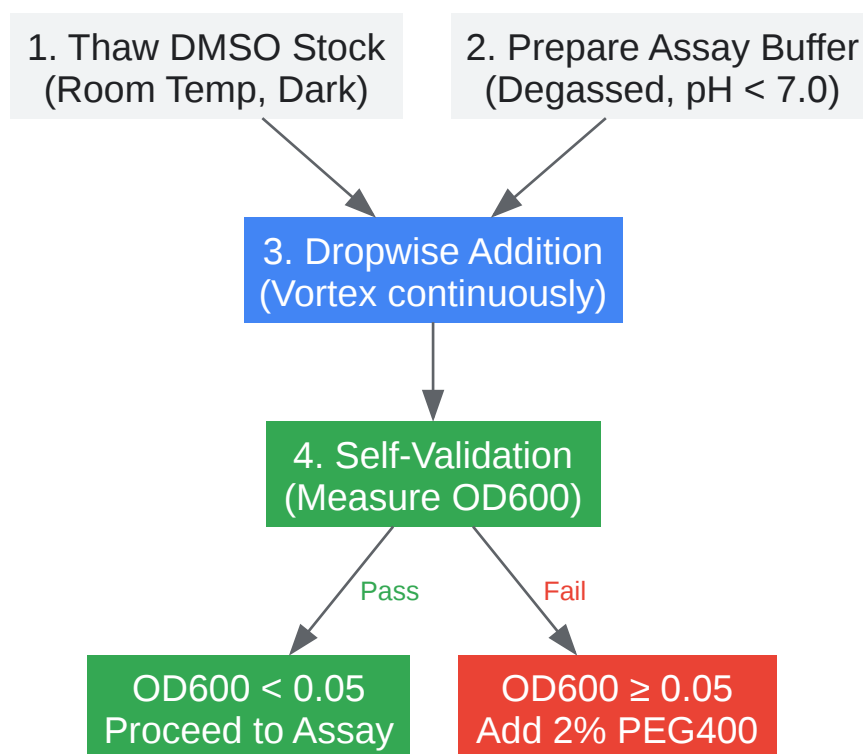 1. Thaw DMSO Stock
(Room Temp, Dark)
2. Prepare Assay Buffer
(Degassed, pH < 7.0)
3. Dropwise Addition
(Vortex continuously)
4. Self-Validation
(Measure OD600)
Pass
Fail
OD600 < 0.05
Proceed to Assay
OD600 ≥ 0.05
Add 2% PEG400